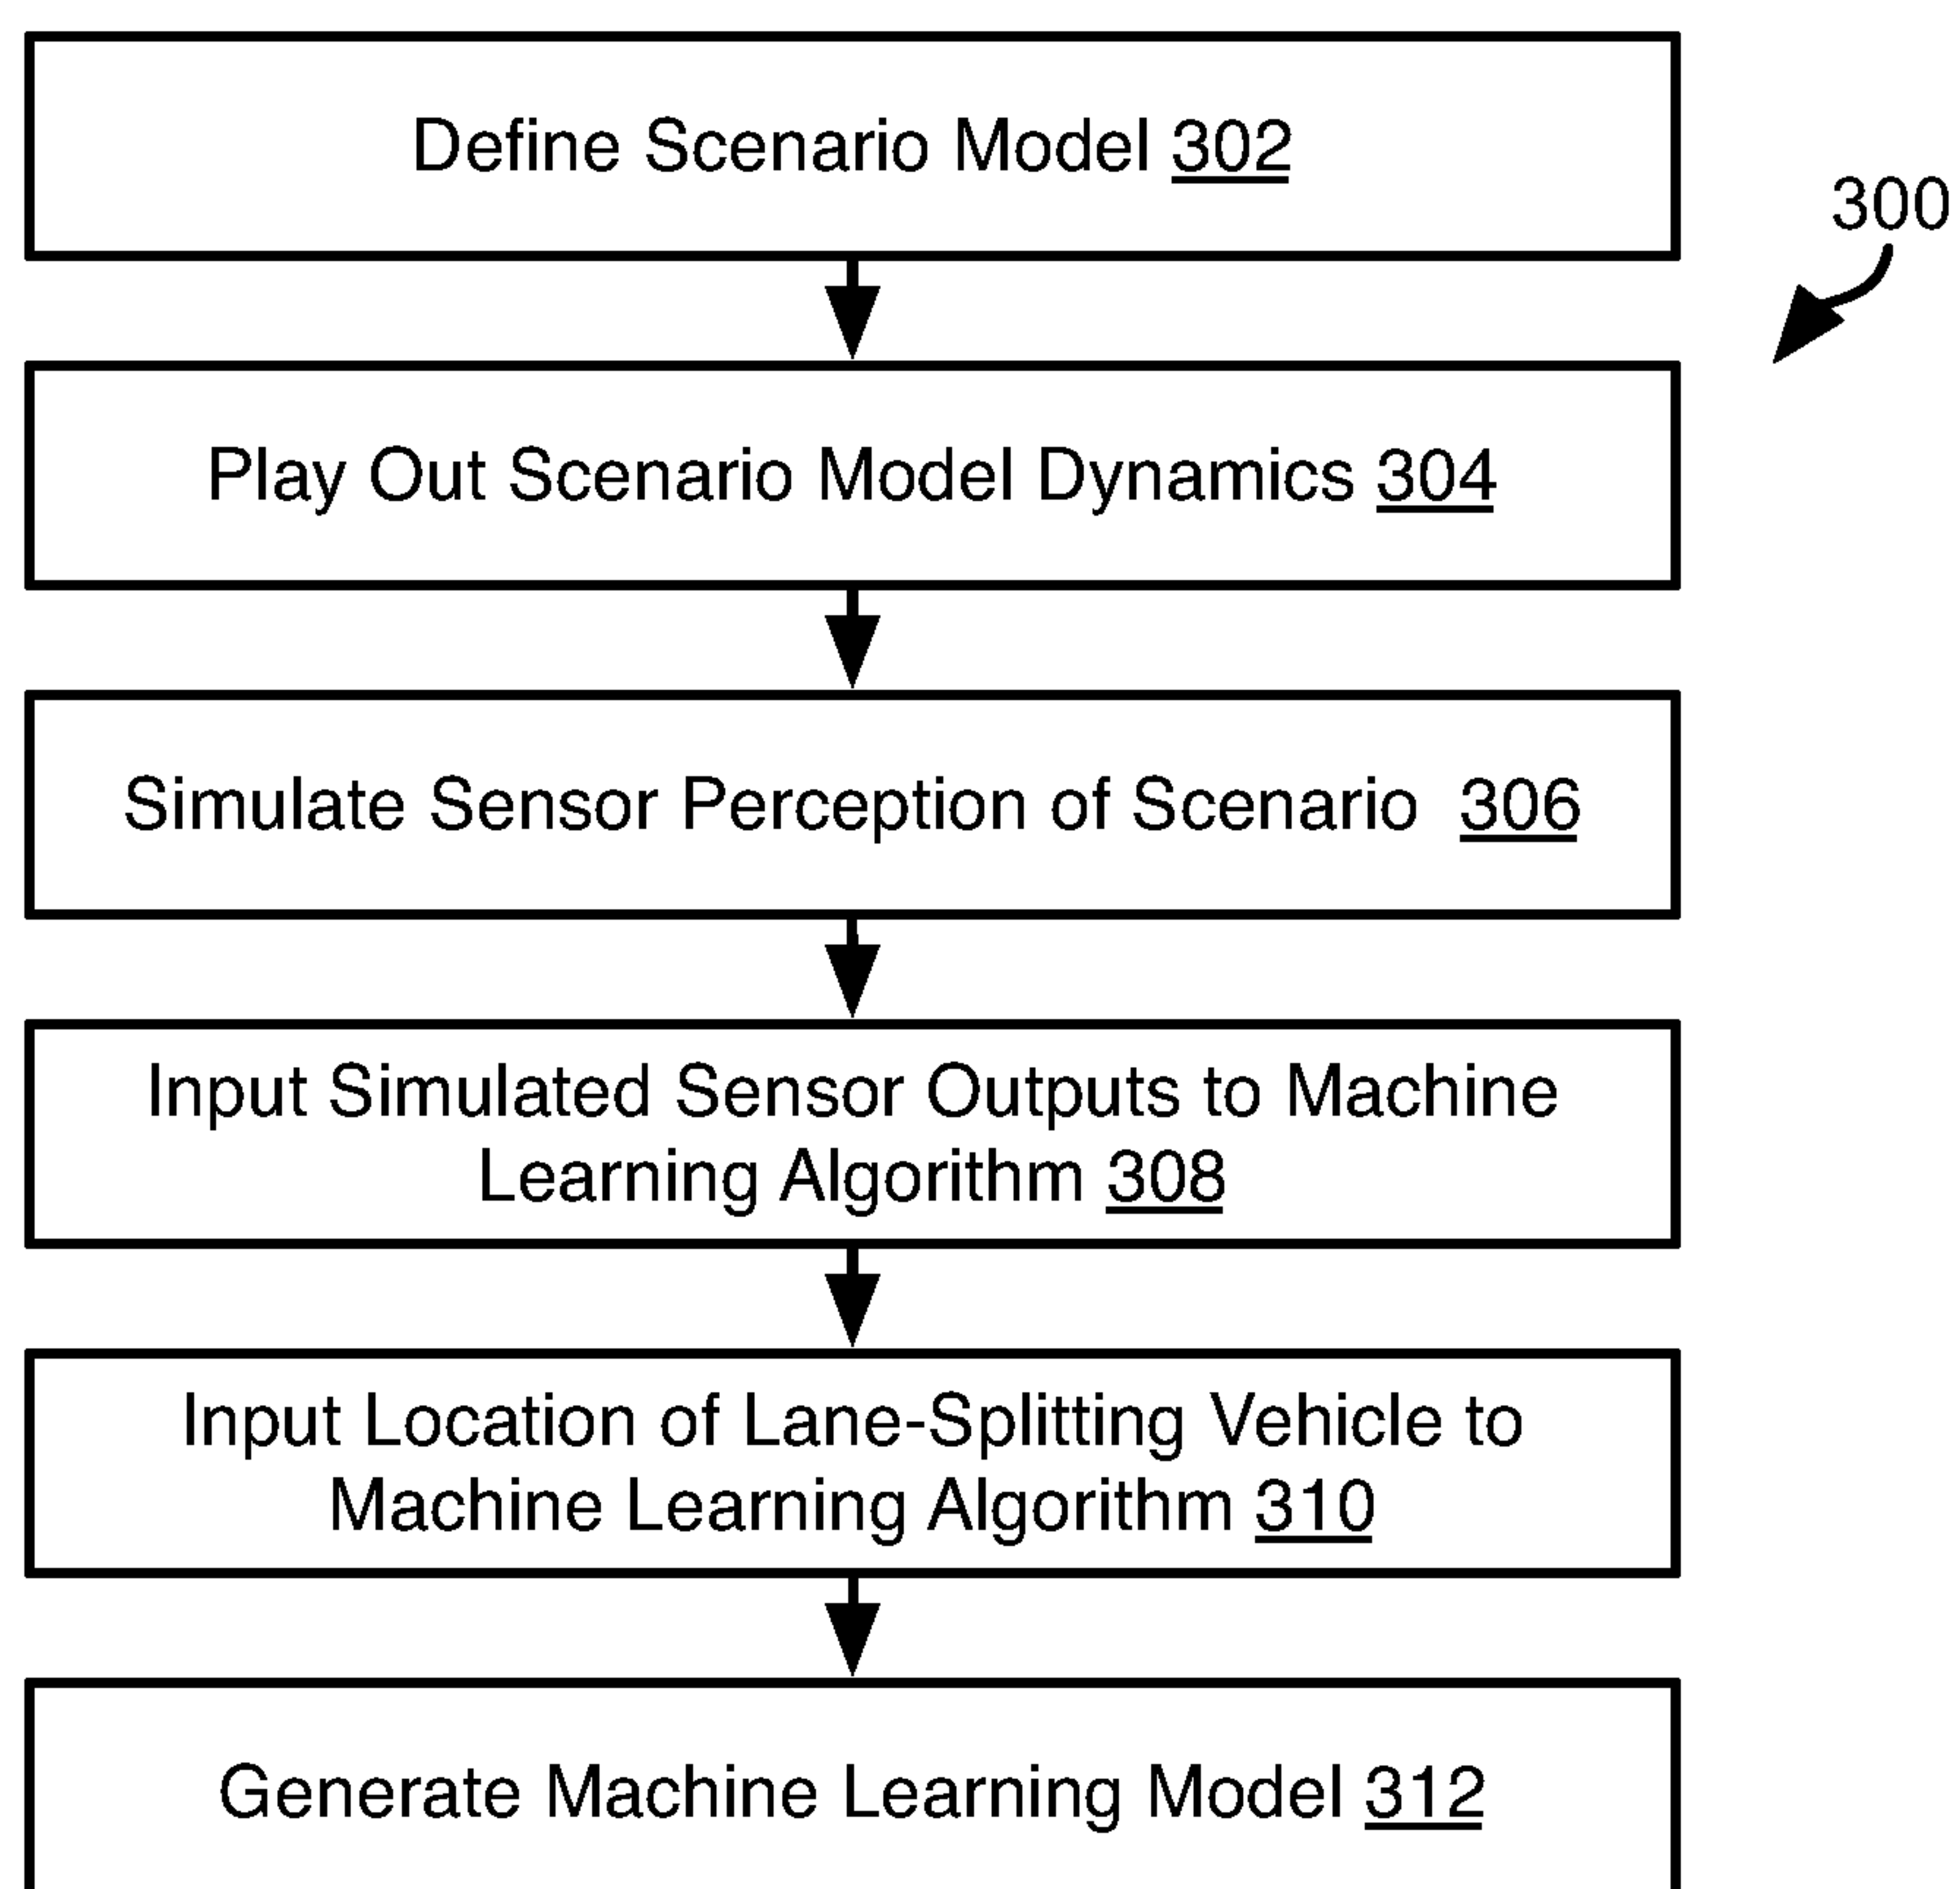 Define Scenario Model 302
300
Play Out Scenario Model Dynamics 304
Simulate Sensor Perception of Scenario 306
Input Simulated Sensor Outputs to Machine
Learning Algorithm 308
Input Location of Lane-Splitting Vehicle to
Machine Learning Algorithm 310
Generate Machine Learning Model 312